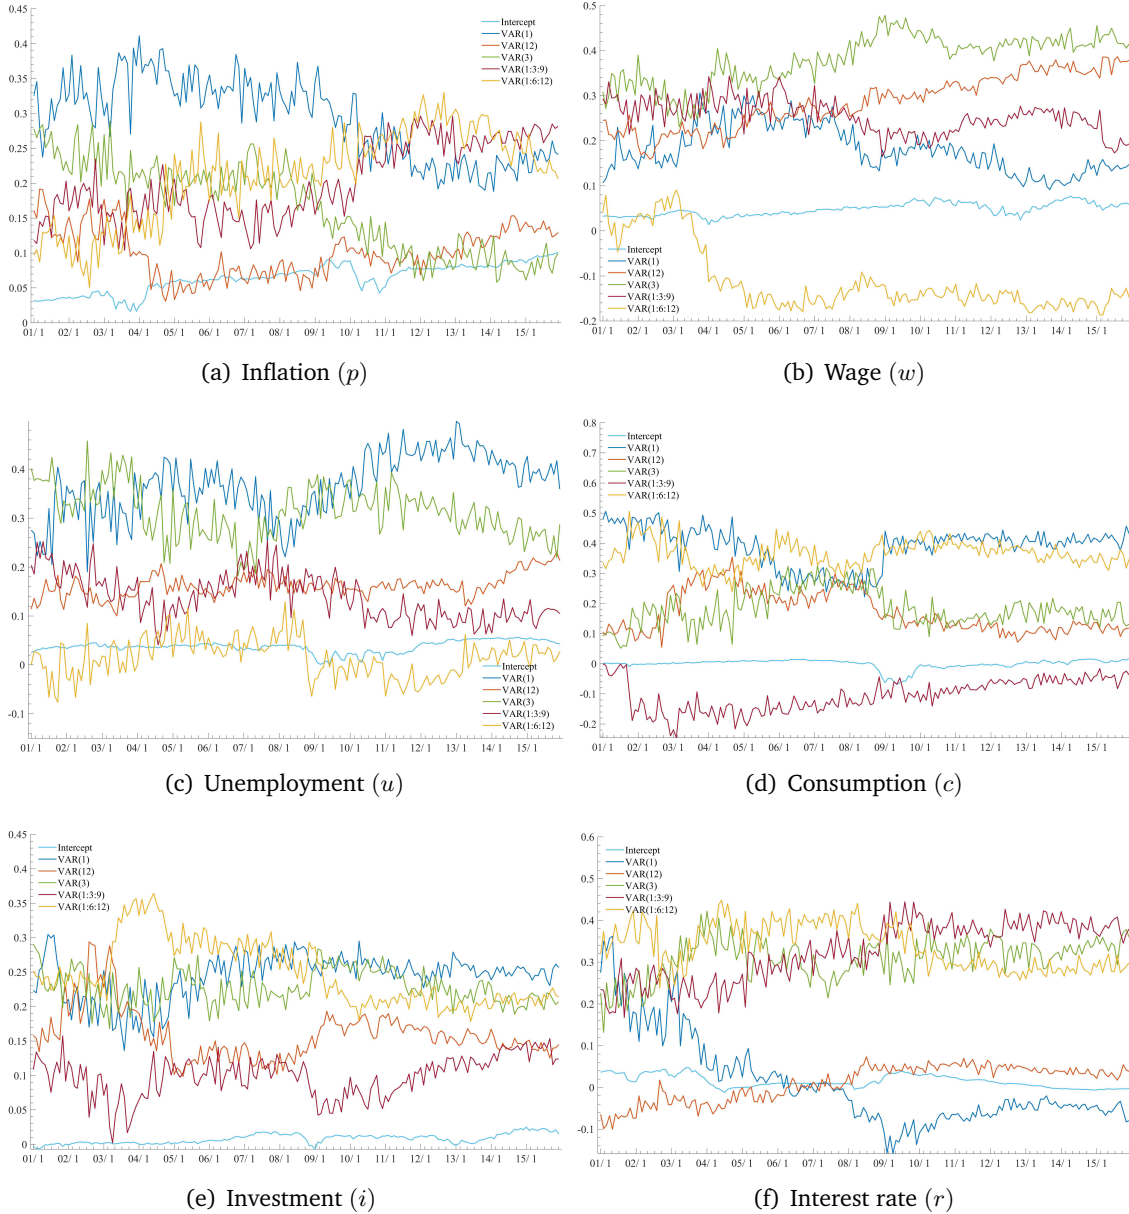 0.45
0.4
0.35
0.3
0.25
0.2
0.15
0.1
0.05
0
Intercept
VAR(1)
VAR(12)
VAR(3)
VAR(1:3:9)
VAR(1:6:12)
01/ 1 02/ 1 03/ 1 04/ 1 05/ 1 06/ 1 07/ 1 08/ 1 09/ 1 10/ 1 11/ 1 12/ 1 13/ 1 14/ 1 15/ 1
(a) Inflation (p)
0.5
0.4
0.3
0.2
0.1
0
-0.1
-0.2
Intercept
VAR(1)
VAR(12)
VAR(3)
VAR(1:3:9)
VAR(1:6:12)
01/ 1 02/ 1 03/ 1 04/ 1 05/ 1 06/ 1 07/ 1 08/ 1 09/ 1 10/ 1 11/ 1 12/ 1 13/ 1 14/ 1 15/ 1
(b) Wage (w)
0.4
0.3
0.2
0.1
0
-0.1
Intercept
VAR(1)
VAR(12)
VAR(3)
VAR(1:3:9)
VAR(1:6:12)
01/ 1 02/ 1 03/ 1 04/ 1 05/ 1 06/ 1 07/ 1 08/ 1 09/ 1 10/ 1 11/ 1 12/ 1 13/ 1 14/ 1 15/ 1
(c) Unemployment (u)
0.8
0.7
0.6
0.5
0.4
0.3
0.2
0.1
0
-0.1
-0.2
Intercept
VAR(1)
VAR(12)
VAR(3)
VAR(1:3:9)
VAR(1:6:12)
01/ 1 02/ 1 03/ 1 04/ 1 05/ 1 06/ 1 07/ 1 08/ 1 09/ 1 10/ 1 11/ 1 12/ 1 13/ 1 14/ 1 15/ 1
(d) Consumption (c)
0.45
0.4
0.35
0.3
0.25
0.2
0.15
0.1
0.05
0
Intercept
VAR(1)
VAR(12)
VAR(3)
VAR(1:3:9)
VAR(1:6:12)
01/ 1 02/ 1 03/ 1 04/ 1 05/ 1 06/ 1 07/ 1 08/ 1 09/ 1 10/ 1 11/ 1 12/ 1 13/ 1 14/ 1 15/ 1
(e) Investment (i)
0.6
0.5
0.4
0.3
0.2
0.1
0
-0.1
Intercept
VAR(1)
VAR(12)
VAR(3)
VAR(1:3:9)
VAR(1:6:12)
01/ 1 02/ 1 03/ 1 04/ 1 05/ 1 06/ 1 07/ 1 08/ 1 09/ 1 10/ 1 11/ 1 12/ 1 13/ 1 14/ 1 15/ 1
(f) Interest rate (r)